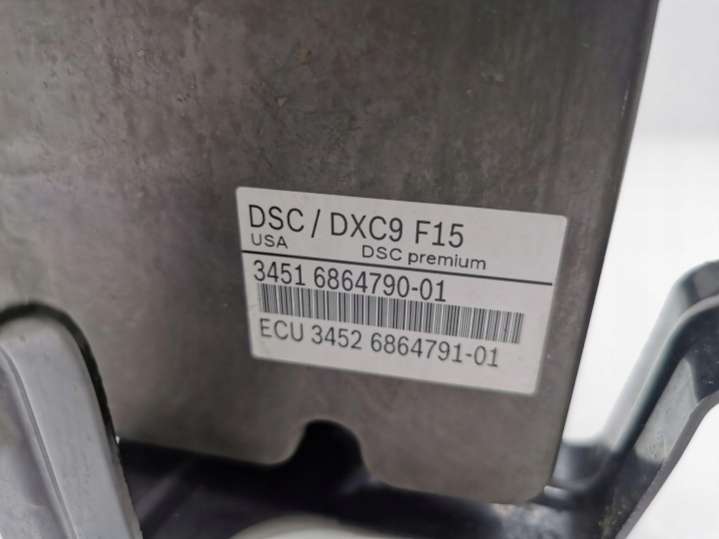 DSC / DXC9 F15
USA DSC premium
3451 6864790-01
ECU 3452 6864791-01